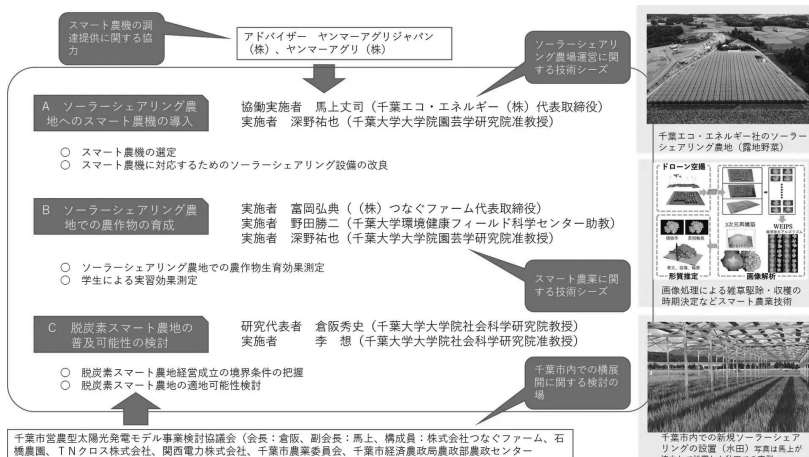 スマート農機の調
達提供に関する協
力
アドバイザー　ヤンマーアグリジャパン
（株）、ヤンマーアグリ（株）
ソーラーシェアリ
ング農場運営に関
する技術シーズ
A　ソーラーシェアリング農
地へのスマート農機の導入
協働実施者　馬上丈司（千葉エコ・エネルギー（株）代表取締役）
実施者　深野祐也（千葉大学大学院園芸学研究院准教授）
○　スマート農機の選定
○　スマート農機に対応するためのソーラーシェアリング設備の改良
B　ソーラーシェアリング農
地での農作物の育成
実施者　富岡弘典（（株）つなぐファーム代表取締役）
実施者　野田勝二（千葉大学環境健康フィールド科学センター助教）
実施者　深野祐也（千葉大学大学院園芸学研究院准教授）
○　ソーラーシェアリング農地での農作物生育効果測定
○　学生による実習効果測定
スマート農業に関
する技術シーズ
C　脱炭素スマート農地の
普及可能性の検討
研究代表者　倉阪秀史（千葉大学大学院社会科学研究院教授）
実施者　李　想（千葉大学大学院社会科学研究院准教授）
○　脱炭素スマート農地経営成立の境界条件の把握
○　脱炭素スマート農地の適地可能性検討
千葉市内での横展
開に関する検討の
場
千葉市営農型太陽光発電モデル事業検討協議会（会長：倉阪、副会長：馬上、構成員：株式会社つなぐファーム、石
橋農園、ＴＮクロス株式会社、関西電力株式会社、千葉市農業委員会、千葉市経済農政局農政部農政センター
千葉エコ・エネルギー社のソーラー
シェアリング農地（露地野菜）
ドローン空撮
3次元再構築
WEIPS
形質推定
画像解析
画像処理による雑草駆除・収穫の
時期決定などスマート農業技術
千葉市内での新規ソーラーシェア
リングの設置（水田）写真は馬上が